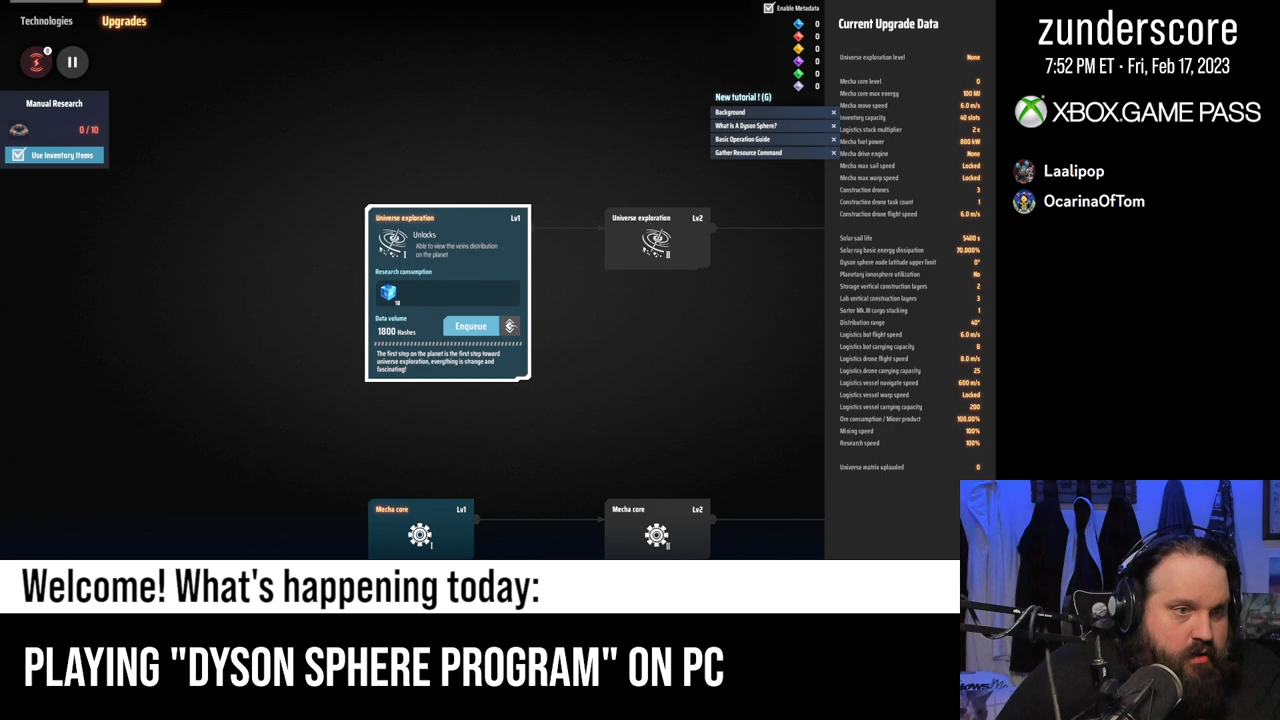 Technologies
Upgrades
0
Manual Research
0 / 10
Use Inventory Items
Enable Metadata
0
0
0
0
0
0
New tutorial ! (G)
Background
What Is A Dyson Sphere?
Basic Operation Guide
Gather Resource Command
Universe exploration Lv1
Unlocks
Able to view the veins distribution
on the planet
I
Research consumption
10
Data volume
1800 Hashes
Enqueue
The first step on the planet is the first step toward
universe exploration, everything is strange and
fascinating!
Universe exploration Lv2
II
Mecha core Lv1
I
Mecha core Lv2
II
Current Upgrade Data
Universe exploration level None
Mecha core level 0
Mecha core max energy 100 MJ
Mecha move speed 6.0 m/s
Inventory capacity 40 slots
Logistics stack multiplier 2 x
Mecha fuel power 800 kW
Mecha drive engine None
Mecha max sail speed Locked
Mecha max warp speed Locked
Construction drones 3
Construction drone task count 1
Construction drone flight speed 6.0 m/s
Solar sail life 5400 s
Solar ray basic energy dissipation 70.000%
Dyson sphere node latitude upper limit 0°
Planetary ionosphere utilization No
Storage vertical construction layers 2
Lab vertical construction layers 3
Sorter Mk.III cargo stacking 1
Distribution range 40°
Logistics bot flight speed 6.0 m/s
Logistics bot carrying capacity 8
Logistics drone flight speed 8.0 m/s
Logistics drone carrying capacity 25
Logistics vessel navigate speed 600 m/s
Logistics vessel warp speed Locked
Logistics vessel carrying capacity 200
Ore consumption / Miner product 100.00%
Mining speed 100%
Research speed 100%
Universe matrix uploaded 0
zunderscore
7:52 PM ET • Fri, Feb 17, 2023
XBOX GAME PASS
Laalipop
OcarinaOfTom
Welcome! What's happening today:
PLAYING "DYSON SPHERE PROGRAM" ON PC